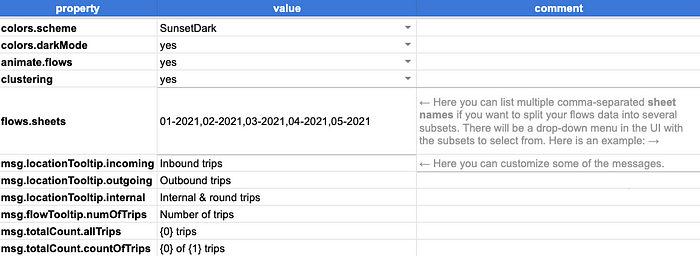 property value comment
colors.scheme SunsetDark
colors.darkMode yes
animate.flows yes
clustering yes
← Here you can list multiple comma-separated sheet
names if you want to split your flows data into several
flows.sheets 01-2021,02-2021,03-2021,04-2021,05-2021
subsets. There will be a drop-down menu in the UI with
the subsets to select from. Here is an example: →
msg.locationTooltip.incoming Inbound trips ← Here you can customize some of the messages.
msg.locationTooltip.outgoing Outbound trips
msg.locationTooltip.internal Internal & round trips
msg.flowTooltip.numOfTrips Number of trips
msg.totalCount.allTrips {0} trips
msg.totalCount.countOfTrips {0} of {1} trips